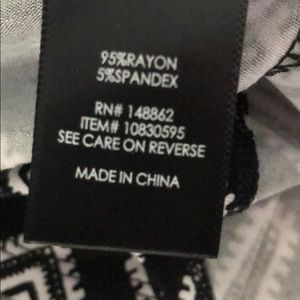 95%RAYON
5%SPANDEX
RN# 148862
ITEM# 10830595
SEE CARE ON REVERSE
MADE IN CHINA